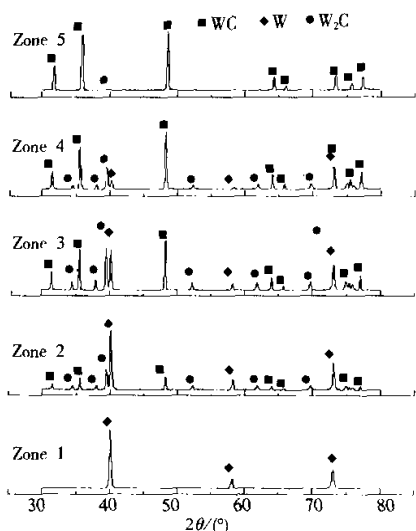 ■ WC ◆ W ● W₂C
Zone 5
Zone 4
Zone 3
Zone 2
Zone 1
30 40 50 60 70 80
2θ/(°)